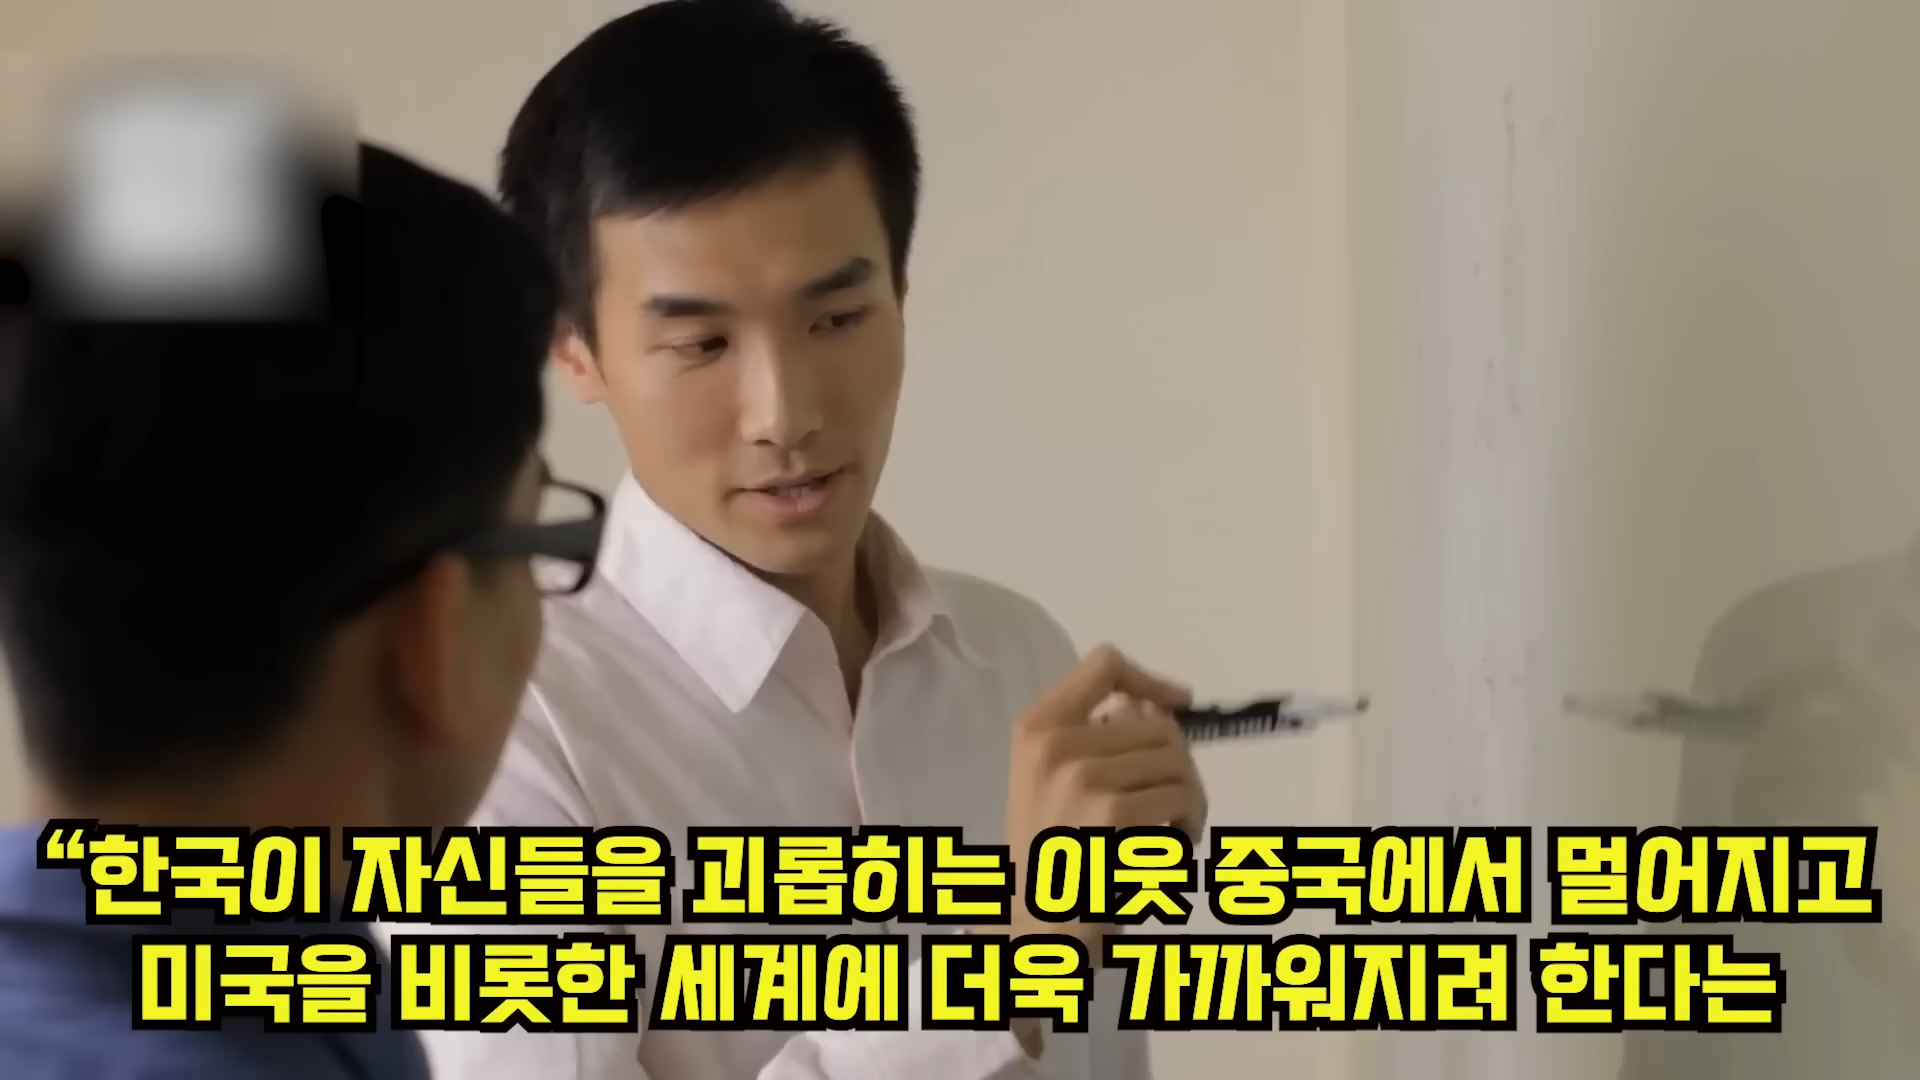 “한국이 자신들을 괴롭히는 이웃 중국에서 멀어지고
미국을 비롯한 세계에 더욱 가까워지려 한다는